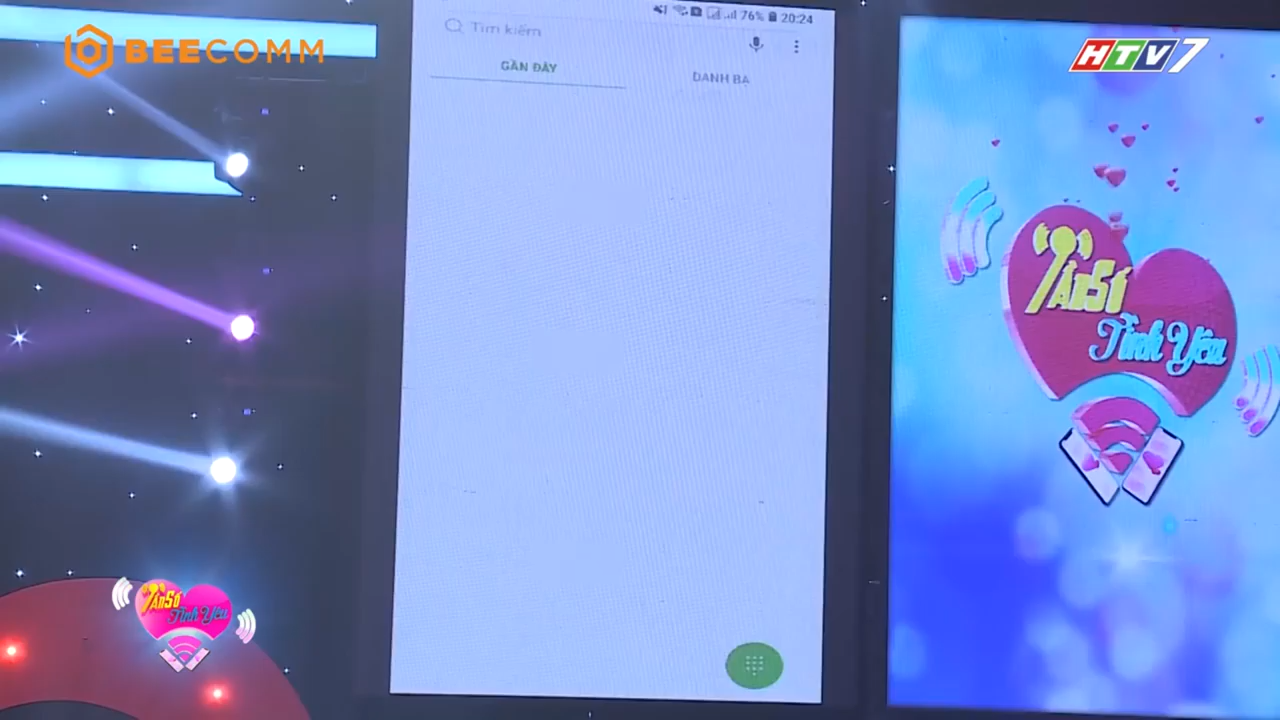 BEECOMM
76% 20:24
HTV7
Tìm kiếm
GẦN ĐÂY
DANH BẠ
Tần Số
Tình Yêu
Tần Số
Tình Yêu